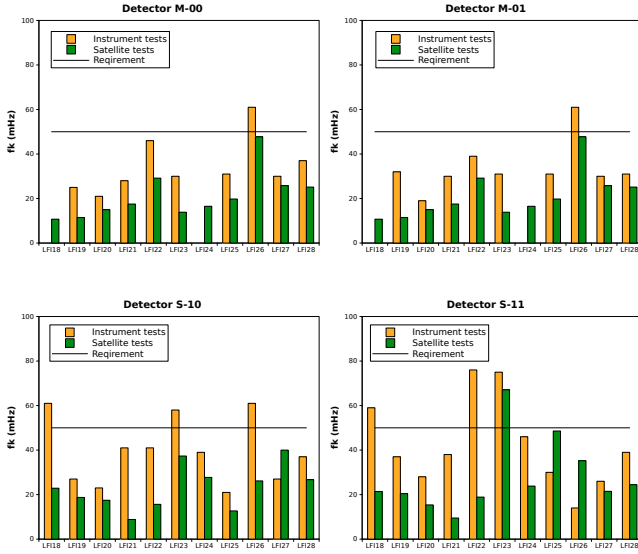 Detector M-00
Detector M-01
100
80
60
40
20
0
fk (mHz)
Instrument tests
Satellite tests
Reqirement
LFI18 LFI19 LFI20 LFI21 LFI22 LFI23 LFI24 LFI25 LFI26 LFI27 LFI28
100
80
60
40
20
0
fk (mHz)
Instrument tests
Satellite tests
Reqirement
LFI18 LFI19 LFI20 LFI21 LFI22 LFI23 LFI24 LFI25 LFI26 LFI27 LFI28
Detector S-10
Detector S-11
100
80
60
40
20
0
fk (mHz)
Instrument tests
Satellite tests
Reqirement
LFI18 LFI19 LFI20 LFI21 LFI22 LFI23 LFI24 LFI25 LFI26 LFI27 LFI28
100
80
60
40
20
0
fk (mHz)
Instrument tests
Satellite tests
Reqirement
LFI18 LFI19 LFI20 LFI21 LFI22 LFI23 LFI24 LFI25 LFI26 LFI27 LFI28